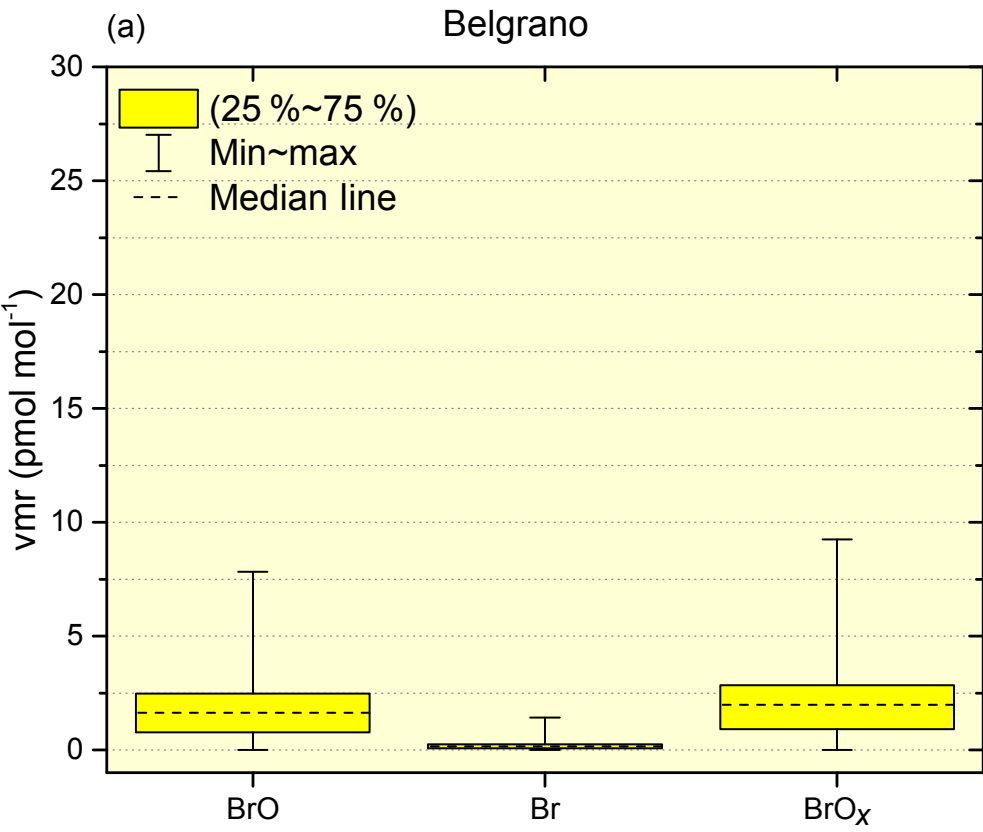 (a) Belgrano
30
(25 %~75 %)
Min~max
25
Median line
20
vmr (pmol mol⁻¹)
15
10
5
0
BrO Br BrOₓ